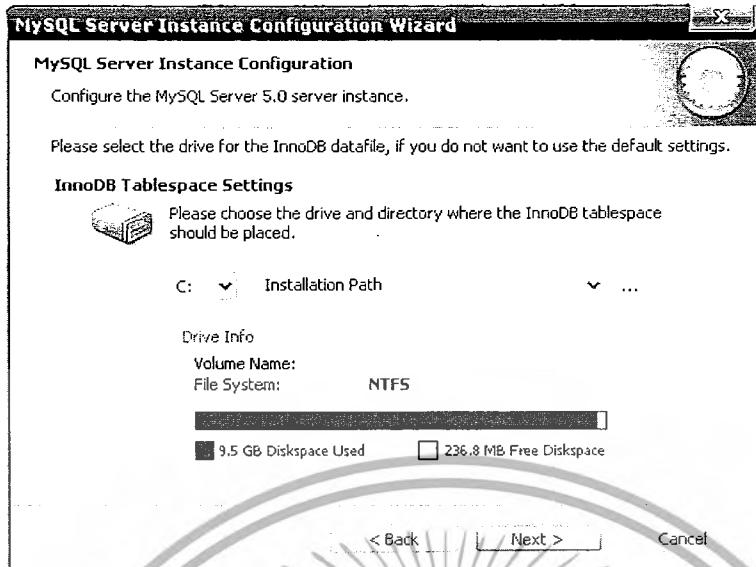 MySQL Server Instance Configuration Wizard
MySQL Server Instance Configuration
Configure the MySQL Server 5.0 server instance.
Please select the drive for the InnoDB datafile, if you do not want to use the default settings.
InnoDB Tablespace Settings
Please choose the drive and directory where the InnoDB tablespace
should be placed.
C: Installation Path ...
Drive Info
Volume Name:
File System: NTFS
9.5 GB Diskspace Used 236.8 MB Free Diskspace
< Back Next > Cancel